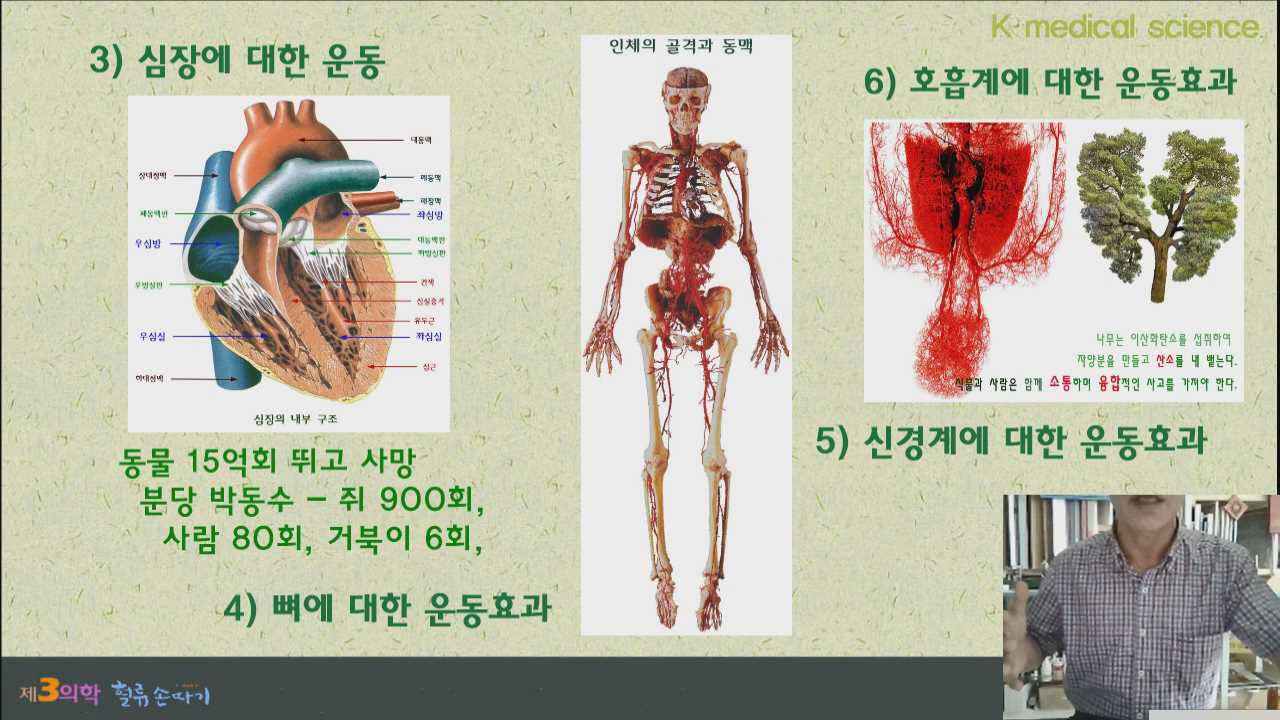 K medical science
3) 심장에 대한 운동
대동맥
상대정맥
폐동맥
폐정맥
폐동맥판
좌심방
우심방
대동맥판
좌방실판
우방실판
건색
심실중격
유두근
우심실
좌심실
심근
하대정맥
심장의 내부 구조
동물 15억회 뛰고 사망
분당 박동수 – 쥐 900회,
사람 80회, 거북이 6회,
4) 뼈에 대한 운동효과
인체의 골격과 동맥
6) 호흡계에 대한 운동효과
나무는 이산화탄소를 섭취하여
자양분을 만들고 산소를 내 뱉는다.
식물과 사람은 함께 소통하며 융합적인 사고를 가져야 한다.
5) 신경계에 대한 운동효과
제3의학 혈류 손따기